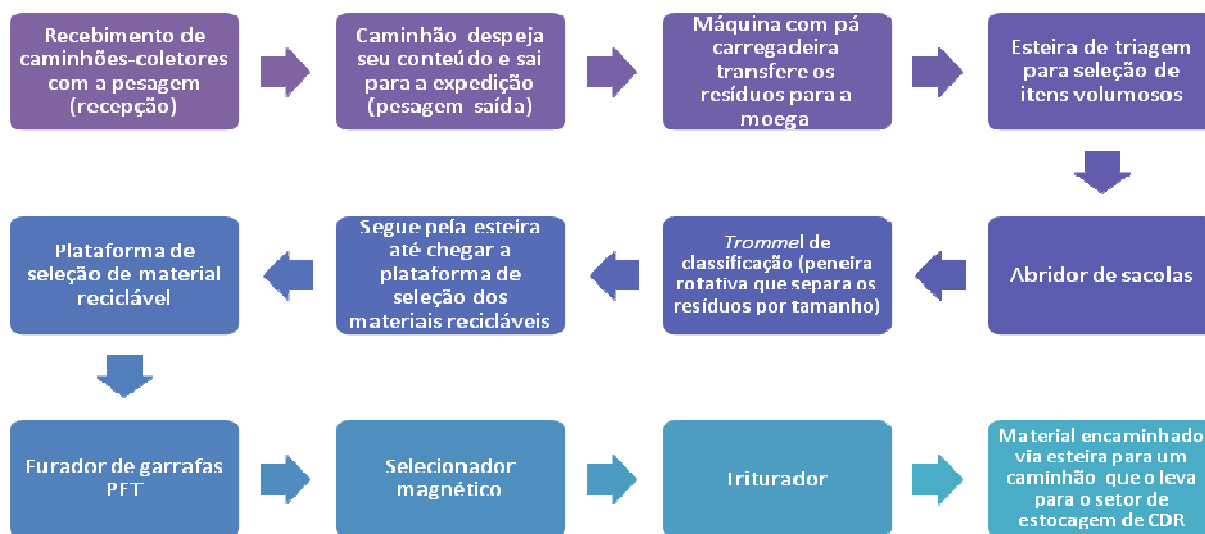 Recebimento de
caminhões-coletores
com a pesagem
(recepção)
Caminhão despeja
seu conteúdo e sai
para a expedição
(pesagem saída)
Máquina com pá
carregadeira
transfere os
resíduos para a
moega
Esteira de triagem
para seleção de
itens volumosos
Abridor de sacolas
Trommel de
classificação (peneira
rotativa que separa os
resíduos por tamanho)
Segue pela esteira
até chegar a
plataforma de
seleção dos
materiais recicláveis
Plataforma de
seleção de material
reciclável
Furador de garrafas
PET
Selecionador
magnético
Triturador
Material encaminhado
via esteira para um
caminhão que o leva
para o setor de
estocagem de CDR